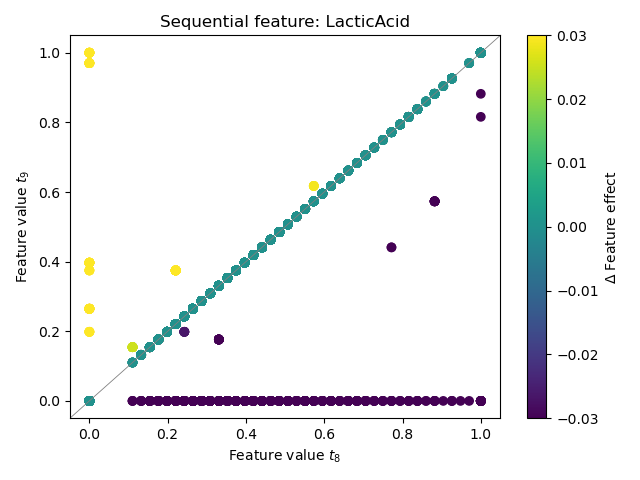 Sequential feature: LacticAcid
1.0
0.8
0.6
0.4
0.2
0.0
Feature value t₉
0.0 0.2 0.4 0.6 0.8 1.0
Feature value t₈
0.03
0.02
0.01
0.00
−0.01
−0.02
−0.03
Δ Feature effect